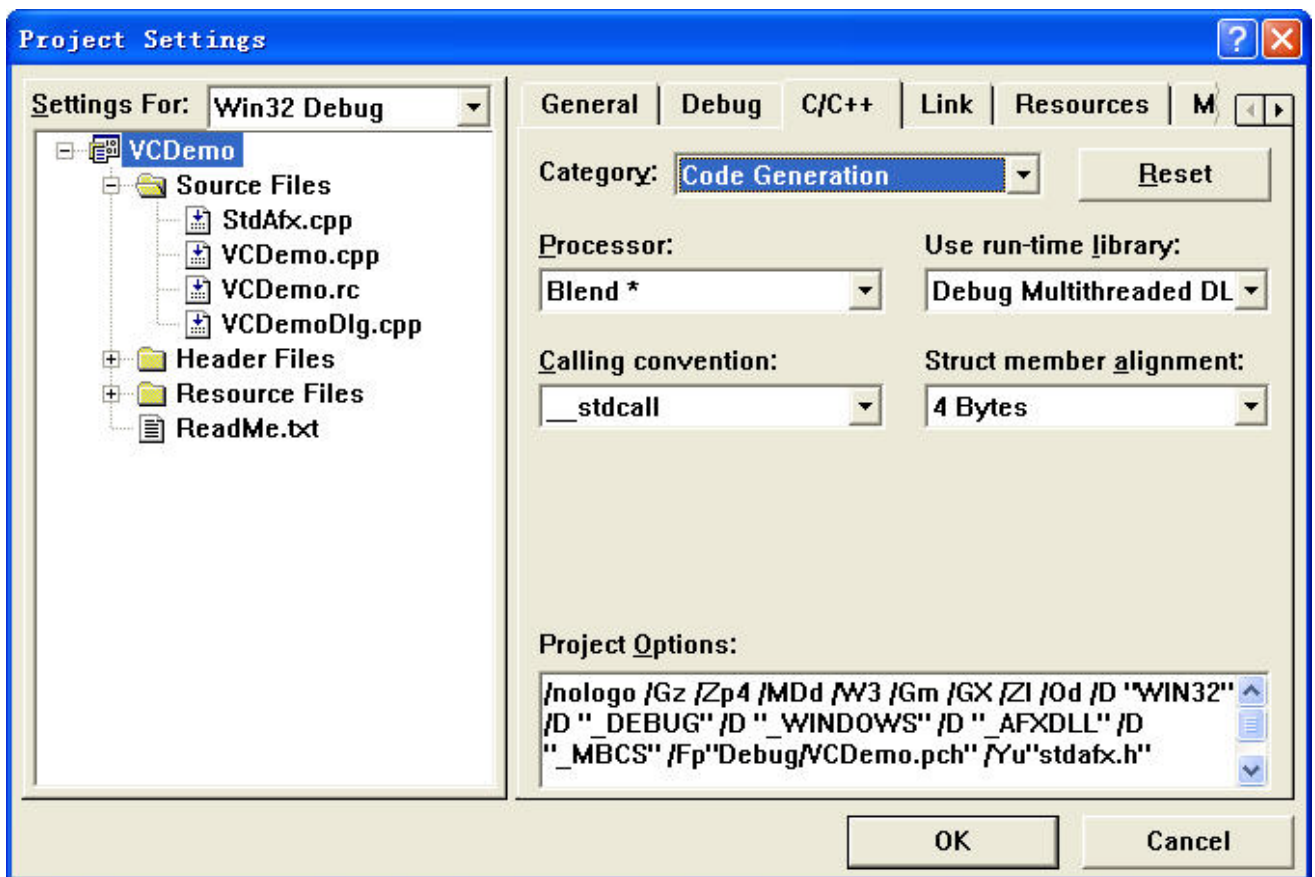 Project Settings
Settings For: Win32 Debug
VCDemo
Source Files
StdAfx.cpp
VCDemo.cpp
VCDemo.rc
VCDemoDlg.cpp
Header Files
Resource Files
ReadMe.txt
General Debug C/C++ Link Resources M
Category: Code Generation Reset
Processor: Use run-time library:
Blend * Debug Multithreaded DL
Calling convention: Struct member alignment:
__stdcall 4 Bytes
Project Options:
/nologo /Gz /Zp4 /MDd /W3 /Gm /GX /ZI /Od /D "WIN32"
/D "_DEBUG" /D "_WINDOWS" /D "_AFXDLL" /D
"_MBCS" /Fp"Debug/VCDemo.pch" /Yu"stdafx.h"
OK Cancel